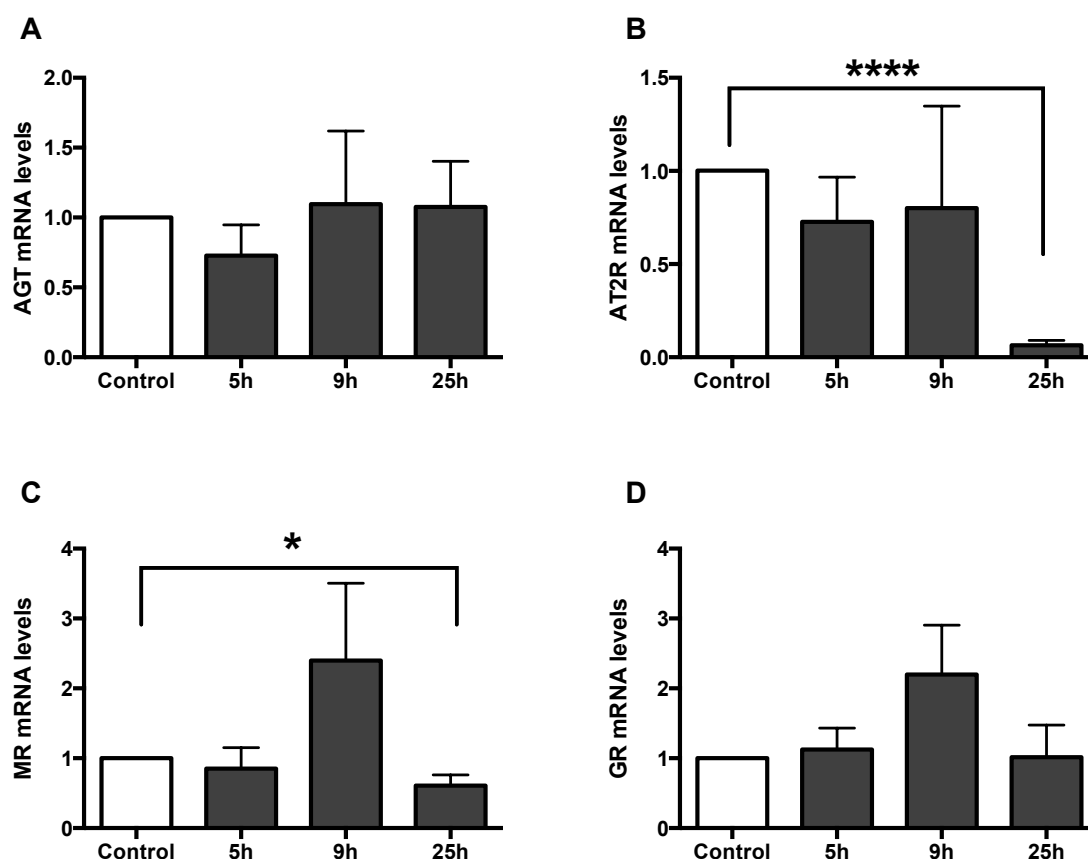 A
AGT mRNA levels
2.0
1.5
1.0
0.5
0.0
Control 5h 9h 25h
B
AT2R mRNA levels
****
1.5
1.0
0.5
0.0
Control 5h 9h 25h
C
MR mRNA levels
*
4
3
2
1
0
Control 5h 9h 25h
D
GR mRNA levels
4
3
2
1
0
Control 5h 9h 25h